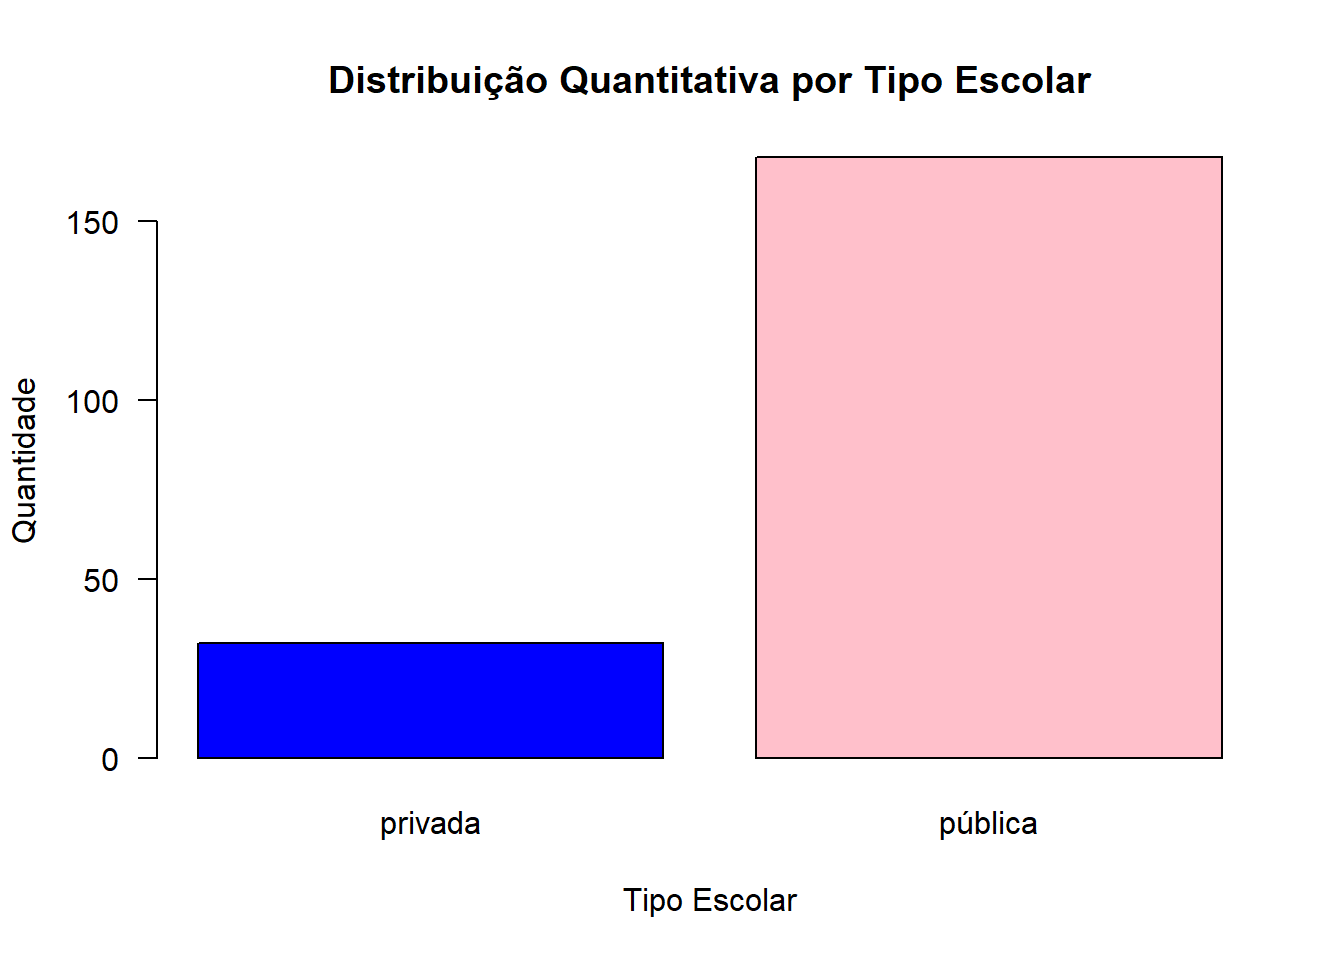 Distribuição Quantitativa por Tipo Escolar
Quantidade
150
100
50
0
privada
pública
Tipo Escolar